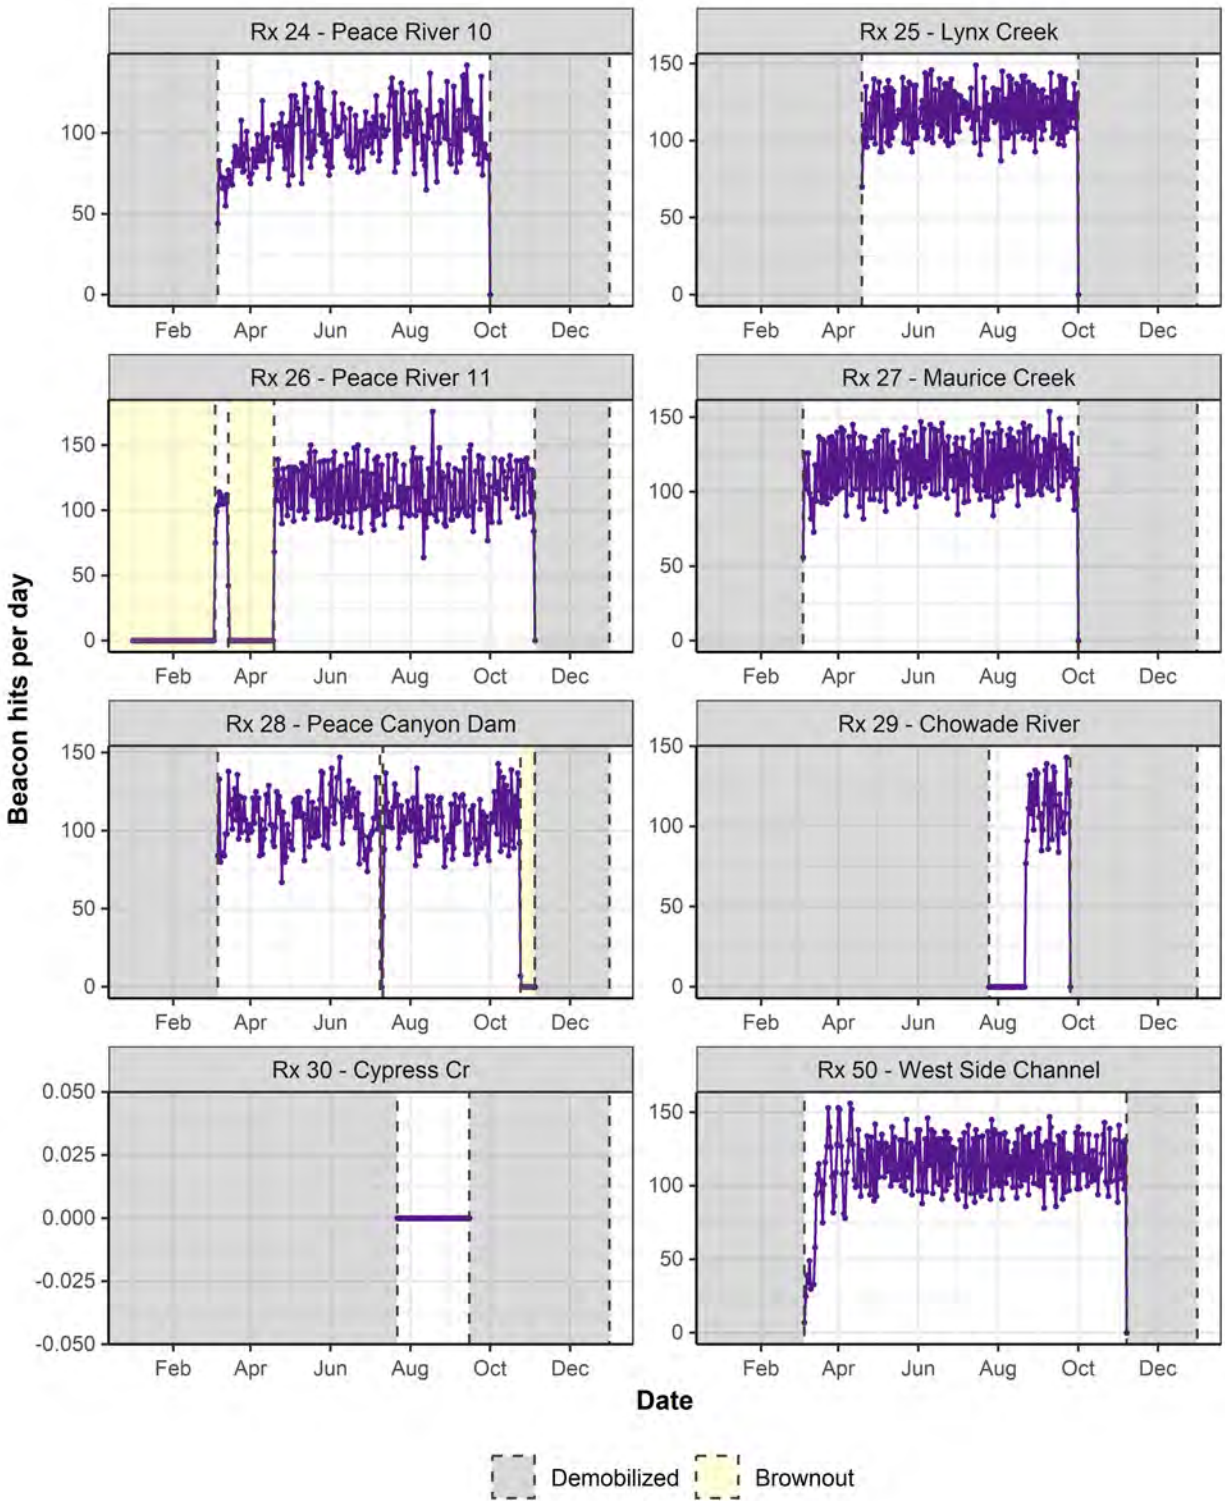 Rx 24 - Peace River 10
Rx 25 - Lynx Creek
100
50
0
150
100
50
0
Feb Apr Jun Aug Oct Dec
Feb Apr Jun Aug Oct Dec
Rx 26 - Peace River 11
Rx 27 - Maurice Creek
150
100
50
0
150
100
50
0
Feb Apr Jun Aug Oct Dec
Feb Apr Jun Aug Oct Dec
Beacon hits per day
Rx 28 - Peace Canyon Dam
Rx 29 - Chowade River
150
100
50
0
150
100
50
0
Feb Apr Jun Aug Oct Dec
Feb Apr Jun Aug Oct Dec
Rx 30 - Cypress Cr
Rx 50 - West Side Channel
0.050
0.025
0.000
-0.025
-0.050
150
100
50
0
Feb Apr Jun Aug Oct Dec
Feb Apr Jun Aug Oct Dec
Date
Demobilized Brownout